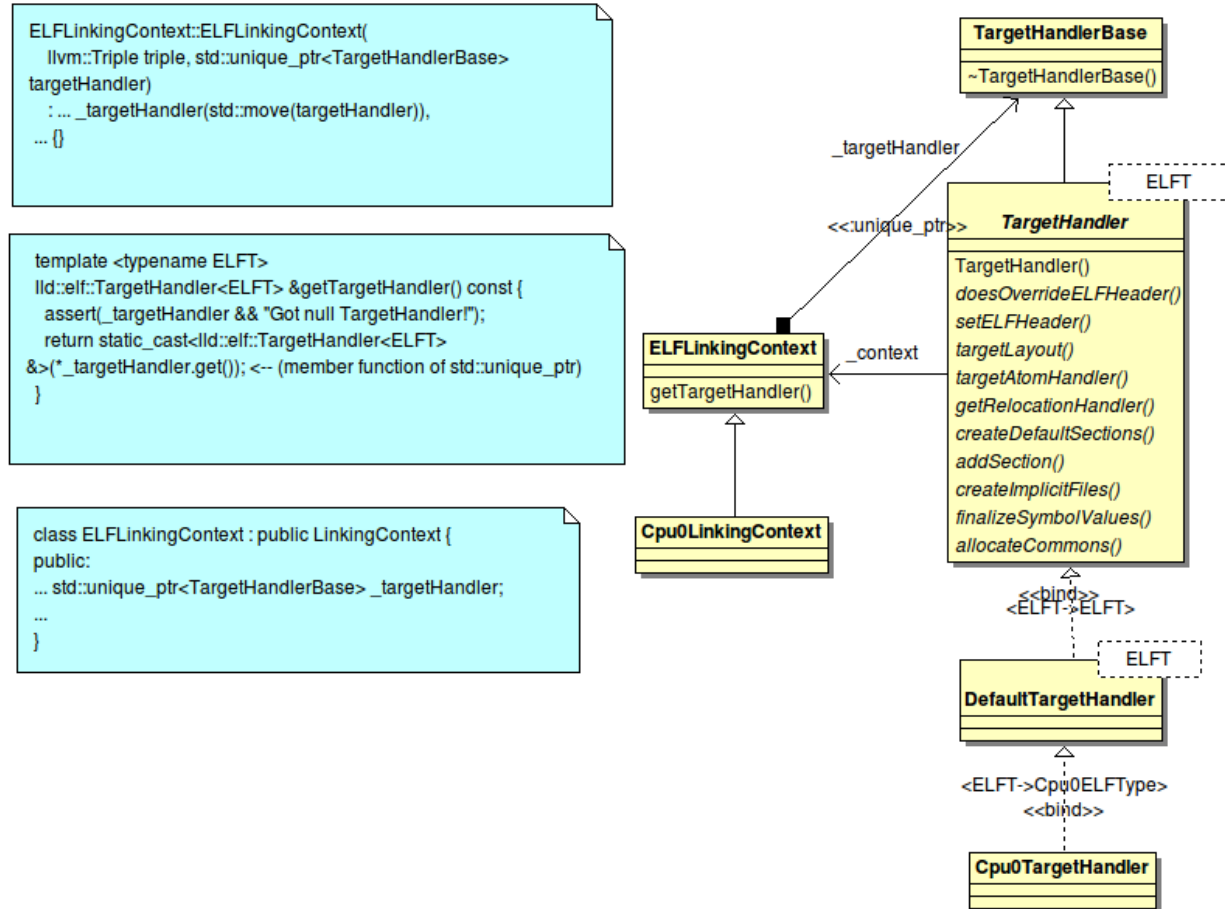 ELFLinkingContext::ELFLinkingContext(
llvm::Triple triple, std::unique_ptr<TargetHandlerBase>
targetHandler)
: ... _targetHandler(std::move(targetHandler)),
... {}
template <typename ELFT>
lld::elf::TargetHandler<ELFT> &getTargetHandler() const {
assert(_targetHandler && "Got null TargetHandler!");
return static_cast<lld::elf::TargetHandler<ELFT>
&>(*_targetHandler.get()); <-- (member function of std::unique_ptr)
}
class ELFLinkingContext : public LinkingContext {
public:
... std::unique_ptr<TargetHandlerBase> _targetHandler;
...
}
TargetHandlerBase
~TargetHandlerBase()
_targetHandler
<<:unique_ptr>>
ELFT
TargetHandler
TargetHandler()
doesOverrideELFHeader()
setELFHeader()
targetLayout()
targetAtomHandler()
getRelocationHandler()
createDefaultSections()
addSection()
createImplicitFiles()
finalizeSymbolValues()
allocateCommons()
ELFLinkingContext
getTargetHandler()
_context
Cpu0LinkingContext
<<bind>>
<ELFT->ELFT>
ELFT
DefaultTargetHandler
<ELFT->Cpu0ELFType>
<<bind>>
Cpu0TargetHandler